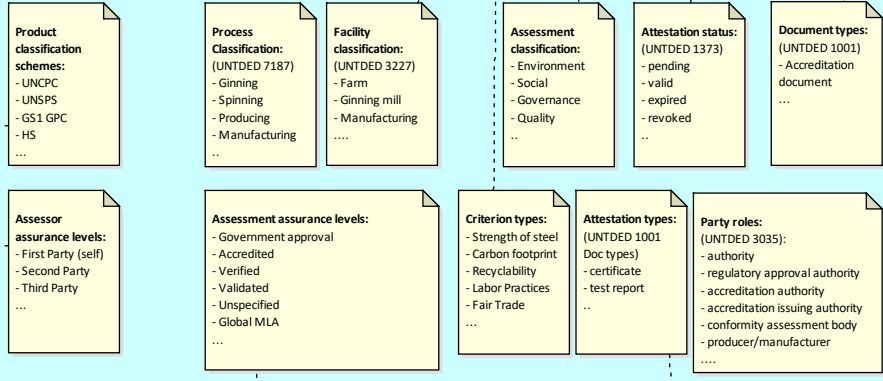 Product
classification
schemes:
- UNCPC
- UNSPS
- GS1 GPC
- HS
...
Process
Classification:
(UNTDED 7187)
- Ginning
- Spinning
- Producing
- Manufacturing
..
Facility
classification:
(UNTDED 3227)
- Farm
- Ginning mill
- Manufacturing
....
Assessment
classification:
- Environment
- Social
- Governance
- Quality
..
Attestation status:
(UNTDED 1373)
- pending
- valid
- expired
- revoked
..
Document types:
(UNTDED 1001)
- Accreditation
document
...
Assessor
assurance levels:
- First Party (self)
- Second Party
- Third Party
...
Assessment assurance levels:
- Government approval
- Accredited
- Verified
- Validated
- Unspecified
- Global MLA
...
Criterion types:
- Strength of steel
- Carbon footprint
- Recyclability
- Labor Practices
- Fair Trade
...
Attestation types:
(UNTDED 1001
Doc types)
- certificate
- test report
..
Party roles:
(UNTDED 3035):
- authority
- regulatory approval authority
- accreditation authority
- accreditation issuing authority
- conformity assessment body
- producer/manufacturer
....